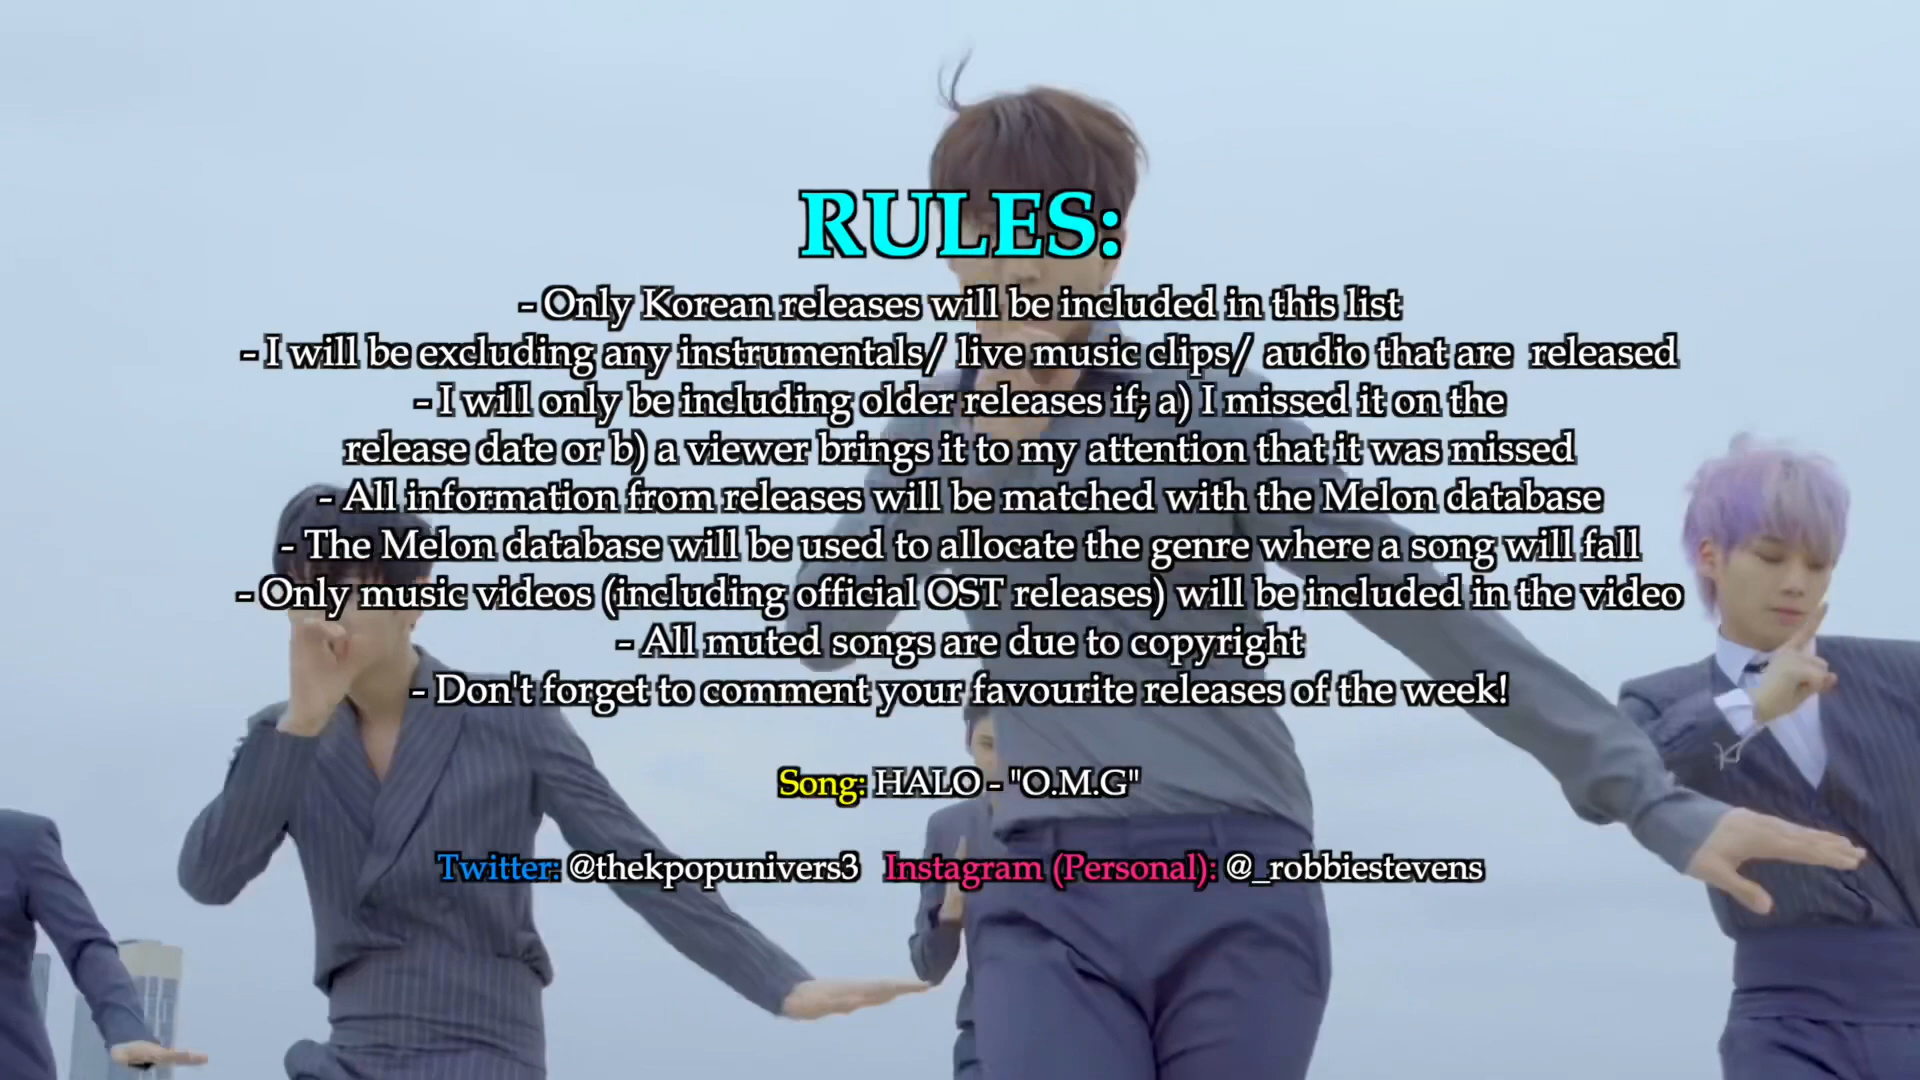 RULES:
- Only Korean releases will be included in this list
- I will be excluding any instrumentals/ live music clips/ audio that are  released
- I will only be including older releases if; a) I missed it on the
release date or b) a viewer brings it to my attention that it was missed
- All information from releases will be matched with the Melon database
- The Melon database will be used to allocate the genre where a song will fall
- Only music videos (including official OST releases) will be included in the video
- All muted songs are due to copyright
- Don't forget to comment your favourite releases of the week!
Song: HALO - "O.M.G"
Twitter: @thekpopunivers3   Instagram (Personal): @_robbiestevens